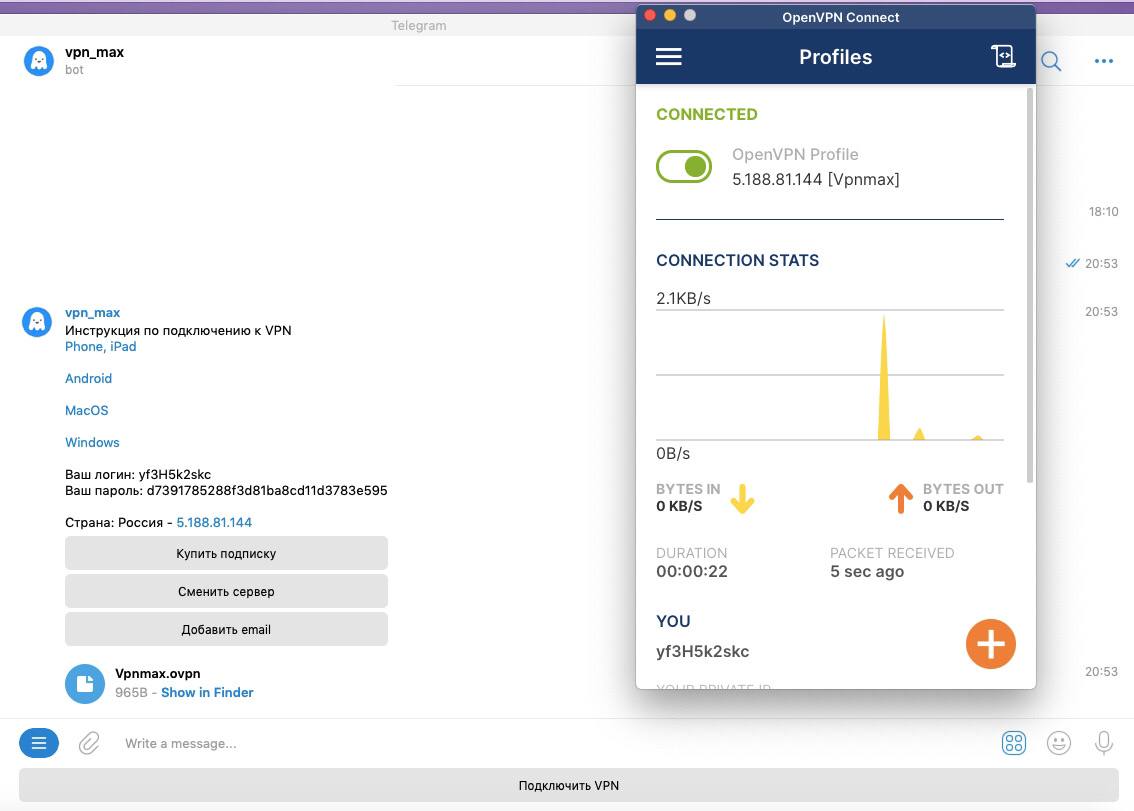 Telegram
vpn_max
bot
18:10
20:53
20:53
vpn_max
Инструкция по подключению к VPN
Phone, iPad
Android
MacOS
Windows
Ваш логин: yf3H5k2skc
Ваш пароль: d7391785288f3d81ba8cd11d3783e595
Страна: Россия - 5.188.81.144
Купить подписку
Сменить сервер
Добавить email
Vpnmax.ovpn
965B - Show in Finder
20:53
Write a message...
Подключить VPN
OpenVPN Connect
Profiles
CONNECTED
OpenVPN Profile
5.188.81.144 [Vpnmax]
CONNECTION STATS
2.1KB/s
0B/s
BYTES IN
0 KB/S
BYTES OUT
0 KB/S
DURATION
00:00:22
PACKET RECEIVED
5 sec ago
YOU
yf3H5k2skc
YOUR PRIVATE IP